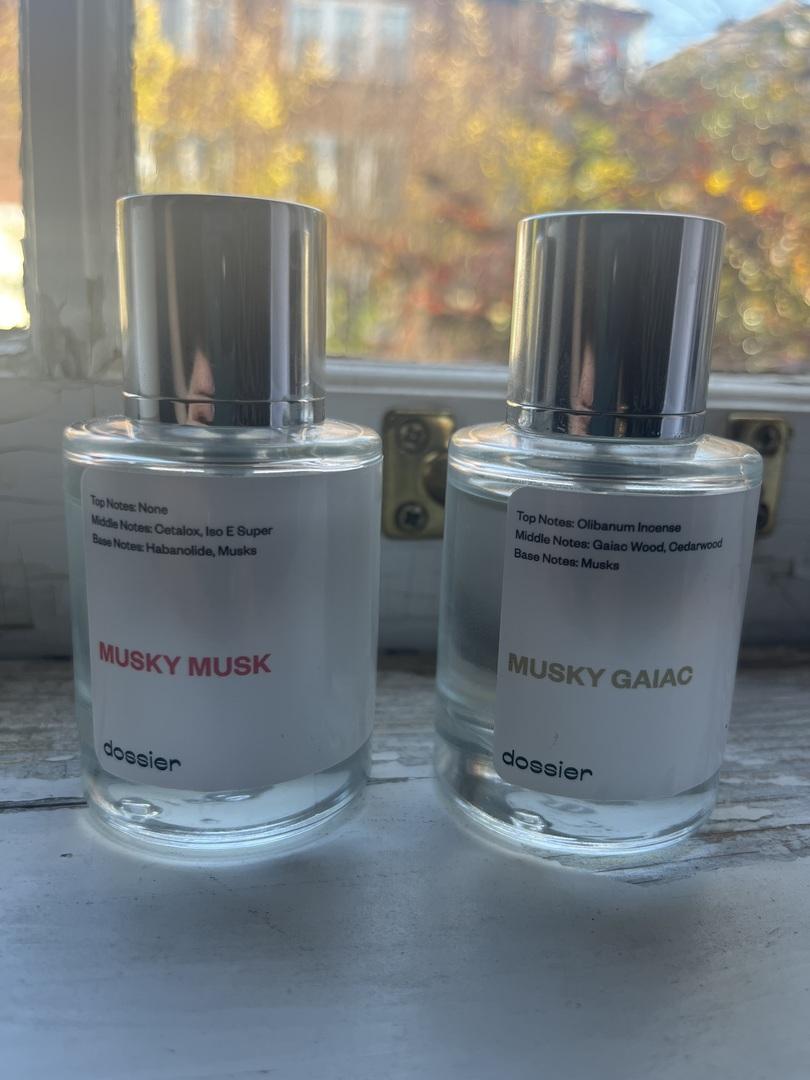 Top Notes: None
Middle Notes: Cetalox, Iso E Super
Base Notes: Habanolide, Musks
MUSKY MUSK
dossier
Top Notes: Olibanum Incense
Middle Notes: Gaiac Wood, Cedarwood
Base Notes: Musks
MUSKY GAIAC
dossier